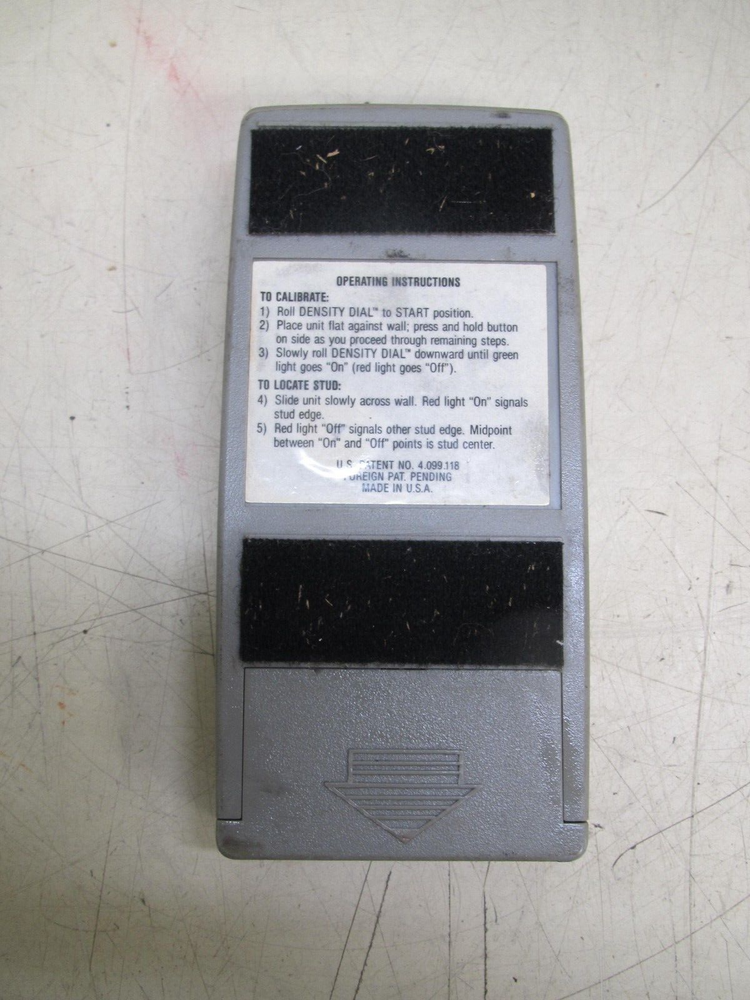 OPERATING INSTRUCTIONS
TO CALIBRATE:
1) Roll DENSITY DIAL™ to START position.
2) Place unit flat against wall; press and hold button
on side as you proceed through remaining steps.
3) Slowly roll DENSITY DIAL™ downward until green
light goes "On" (red light goes "Off").
TO LOCATE STUD:
4) Slide unit slowly across wall. Red light "On" signals
stud edge.
5) Red light "Off" signals other stud edge. Midpoint
between "On" and "Off" points is stud center.
U.S. PATENT NO. 4.099.118
FOREIGN PAT. PENDING
MADE IN U.S.A.